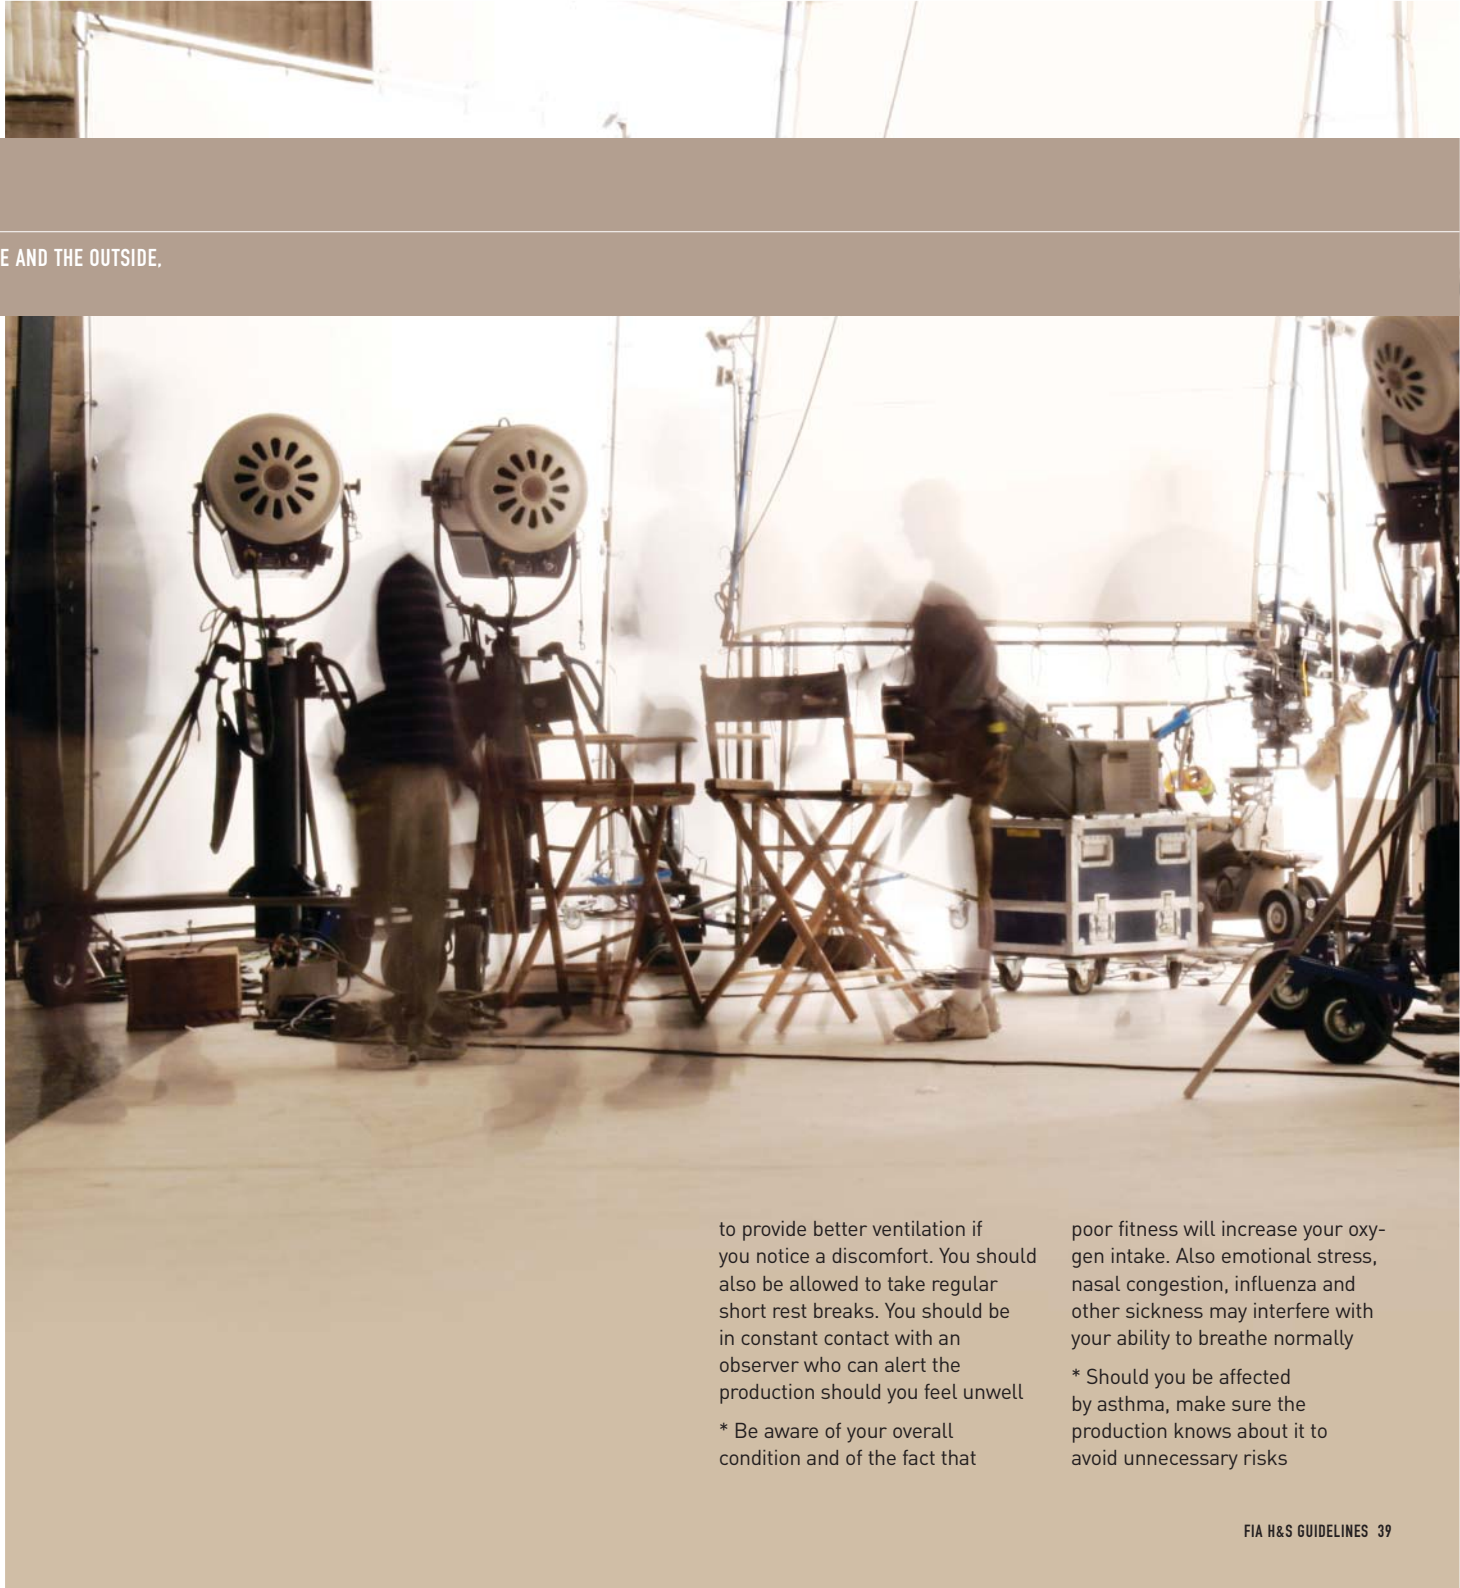 E AND THE OUTSIDE,
to provide better ventilation if
you notice a discomfort. You should
also be allowed to take regular
short rest breaks. You should be
in constant contact with an
observer who can alert the
production should you feel unwell
* Be aware of your overall
condition and of the fact that
poor fitness will increase your oxy-
gen intake. Also emotional stress,
nasal congestion, influenza and
other sickness may interfere with
your ability to breathe normally
* Should you be affected
by asthma, make sure the
production knows about it to
avoid unnecessary risks
FIA H&S GUIDELINES 39